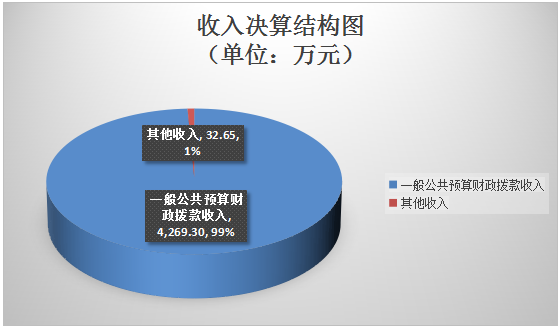 收入决算结构图
（单位：万元）
其他收入, 32.65,
1%
一般公共预算财
政拨款收入,
4,269.30, 99%
一般公共预算财政拨款收入
其他收入